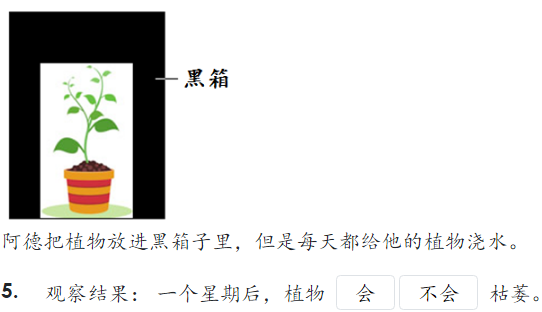 黑箱
阿德把植物放进黑箱子里，但是每天都给他的植物浇水。
5. 观察结果： 一个星期后，植物 会 不会 枯萎。